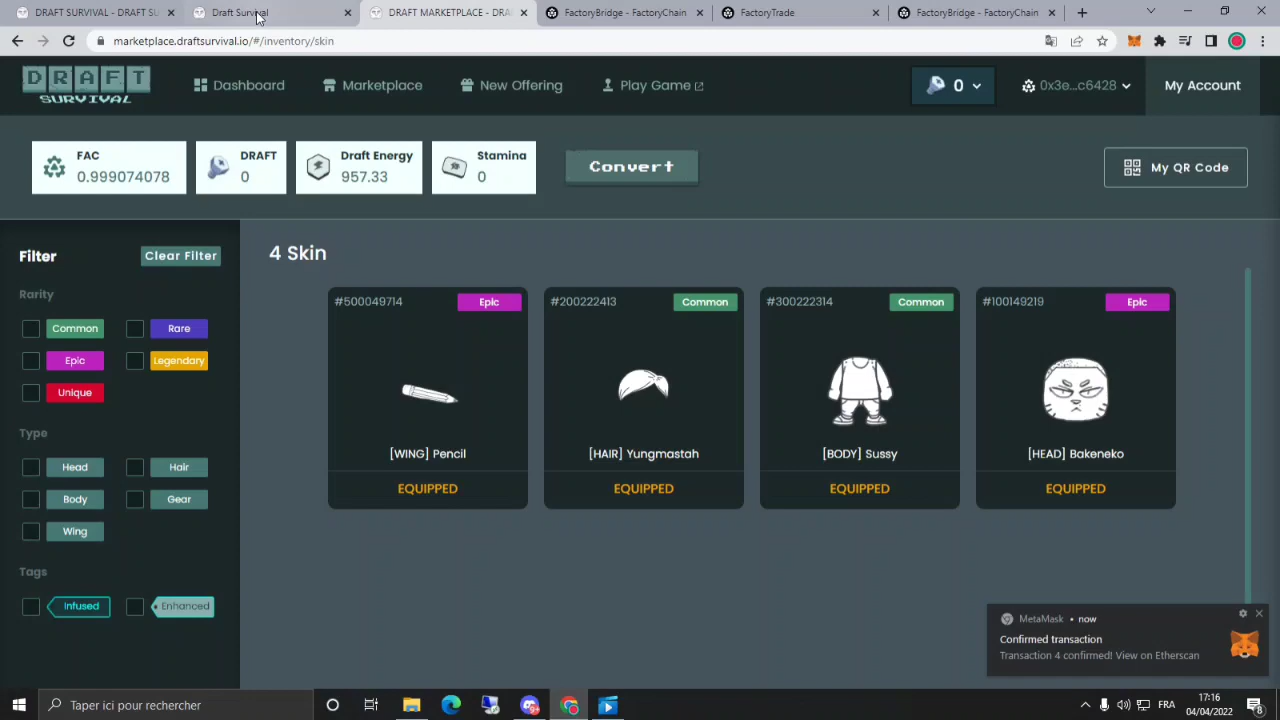 DRAFT SURVIVAL - DRAFT SU
Draft Survival
DRAFT MARKETPLACE - DRA
FactoryBridge - FactoryChain
FactoryTrade
FactoryBridge - FactoryChain
marketplace.draftsurvival.io/#/inventory/skin
DRAFT
SURVIVAL
Dashboard
Marketplace
New Offering
Play Game
0
0x3e...c6428
My Account
FAC
0.999074078
DRAFT
0
Draft Energy
957.33
Stamina
0
Convert
My QR Code
Filter
Clear Filter
Rarity
Common
Rare
Epic
Legendary
Unique
Type
Head
Hair
Body
Gear
Wing
Tags
Infused
Enhanced
4 Skin
#500049714
Epic
[WING] Pencil
EQUIPPED
#200222413
Common
[HAIR] Yungmastah
EQUIPPED
#300222314
Common
[BODY] Sussy
EQUIPPED
#100149219
Epic
[HEAD] Bakeneko
EQUIPPED
MetaMask • now
Confirmed transaction
Transaction 4 confirmed! View on Etherscan
Taper ici pour rechercher
FRA
17:16
04/04/2022
8